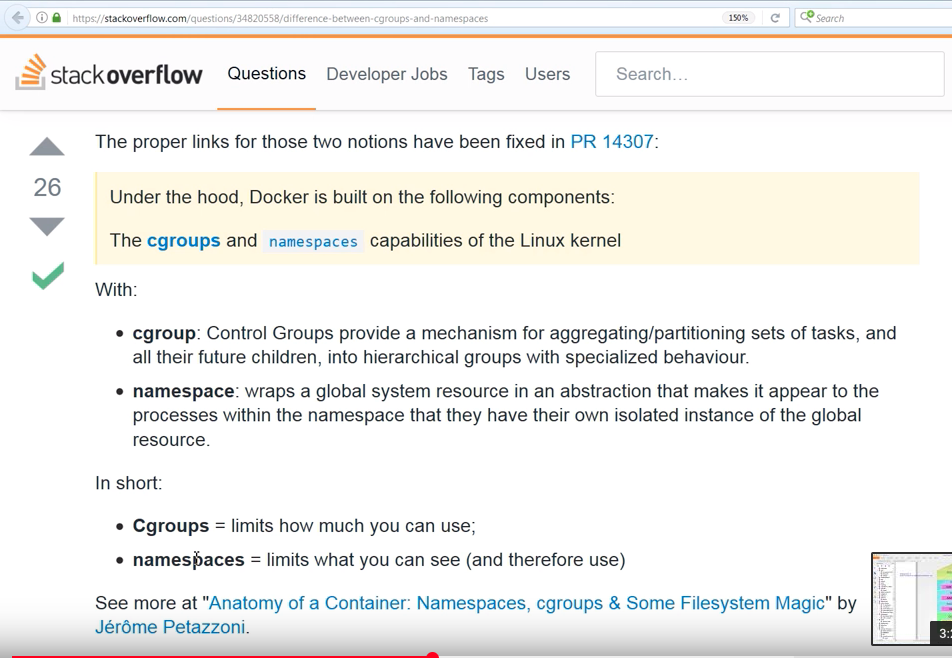 https://stackoverflow.com/questions/34820558/difference-between-cgroups-and-namespaces 150% Search
stackoverflow Questions Developer Jobs Tags Users Search...
The proper links for those two notions have been fixed in PR 14307:
26
Under the hood, Docker is built on the following components:
The cgroups and namespaces capabilities of the Linux kernel
With:
• cgroup: Control Groups provide a mechanism for aggregating/partitioning sets of tasks, and
all their future children, into hierarchical groups with specialized behaviour.
• namespace: wraps a global system resource in an abstraction that makes it appear to the
processes within the namespace that they have their own isolated instance of the global
resource.
In short:
• Cgroups = limits how much you can use;
• namespaces = limits what you can see (and therefore use)
See more at "Anatomy of a Container: Namespaces, cgroups & Some Filesystem Magic" by
Jérôme Petazzoni.